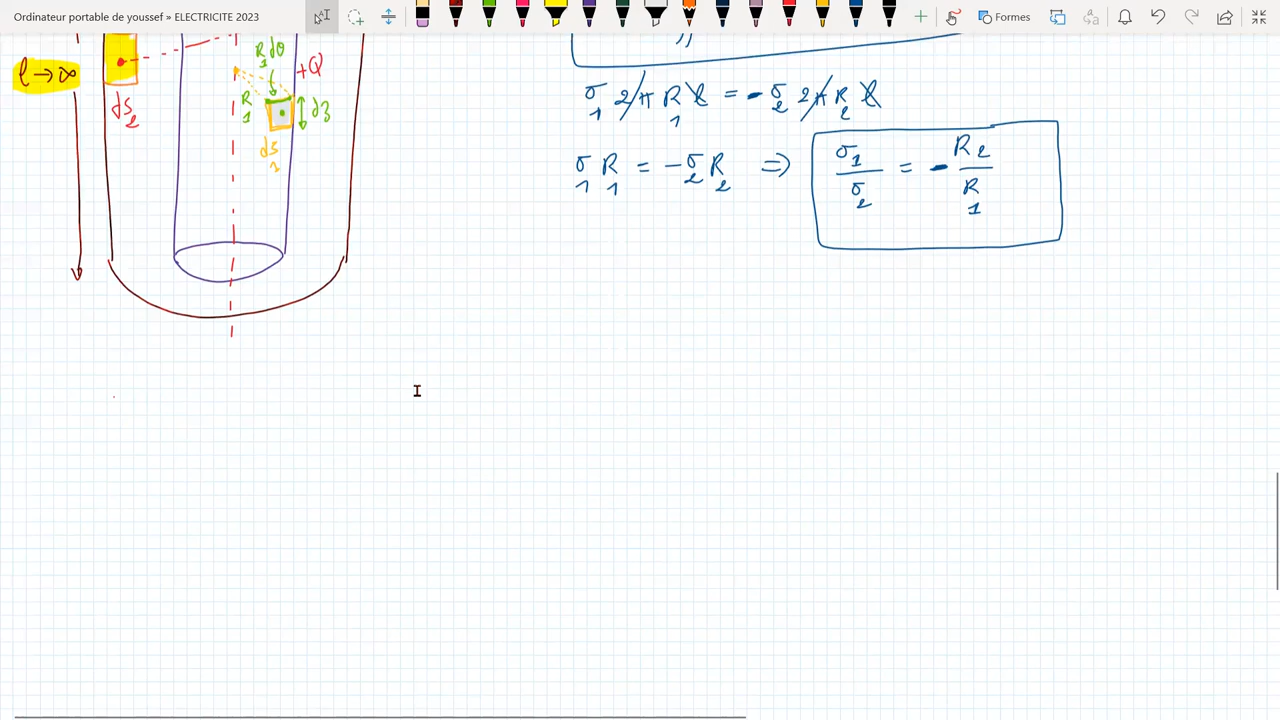 Ordinateur portable de youssef » ELECTRICITE 2023
Formes
R₁dθ
+Q
l → ∞
R₁
dz
dS₂
dS₁
σ₁ 2π R₁ l = - σ₂ 2π R₂ l
σ₁ R₁ = - σ₂ R₂ ⇒ σ₁/σ₂ = - R₂/R₁